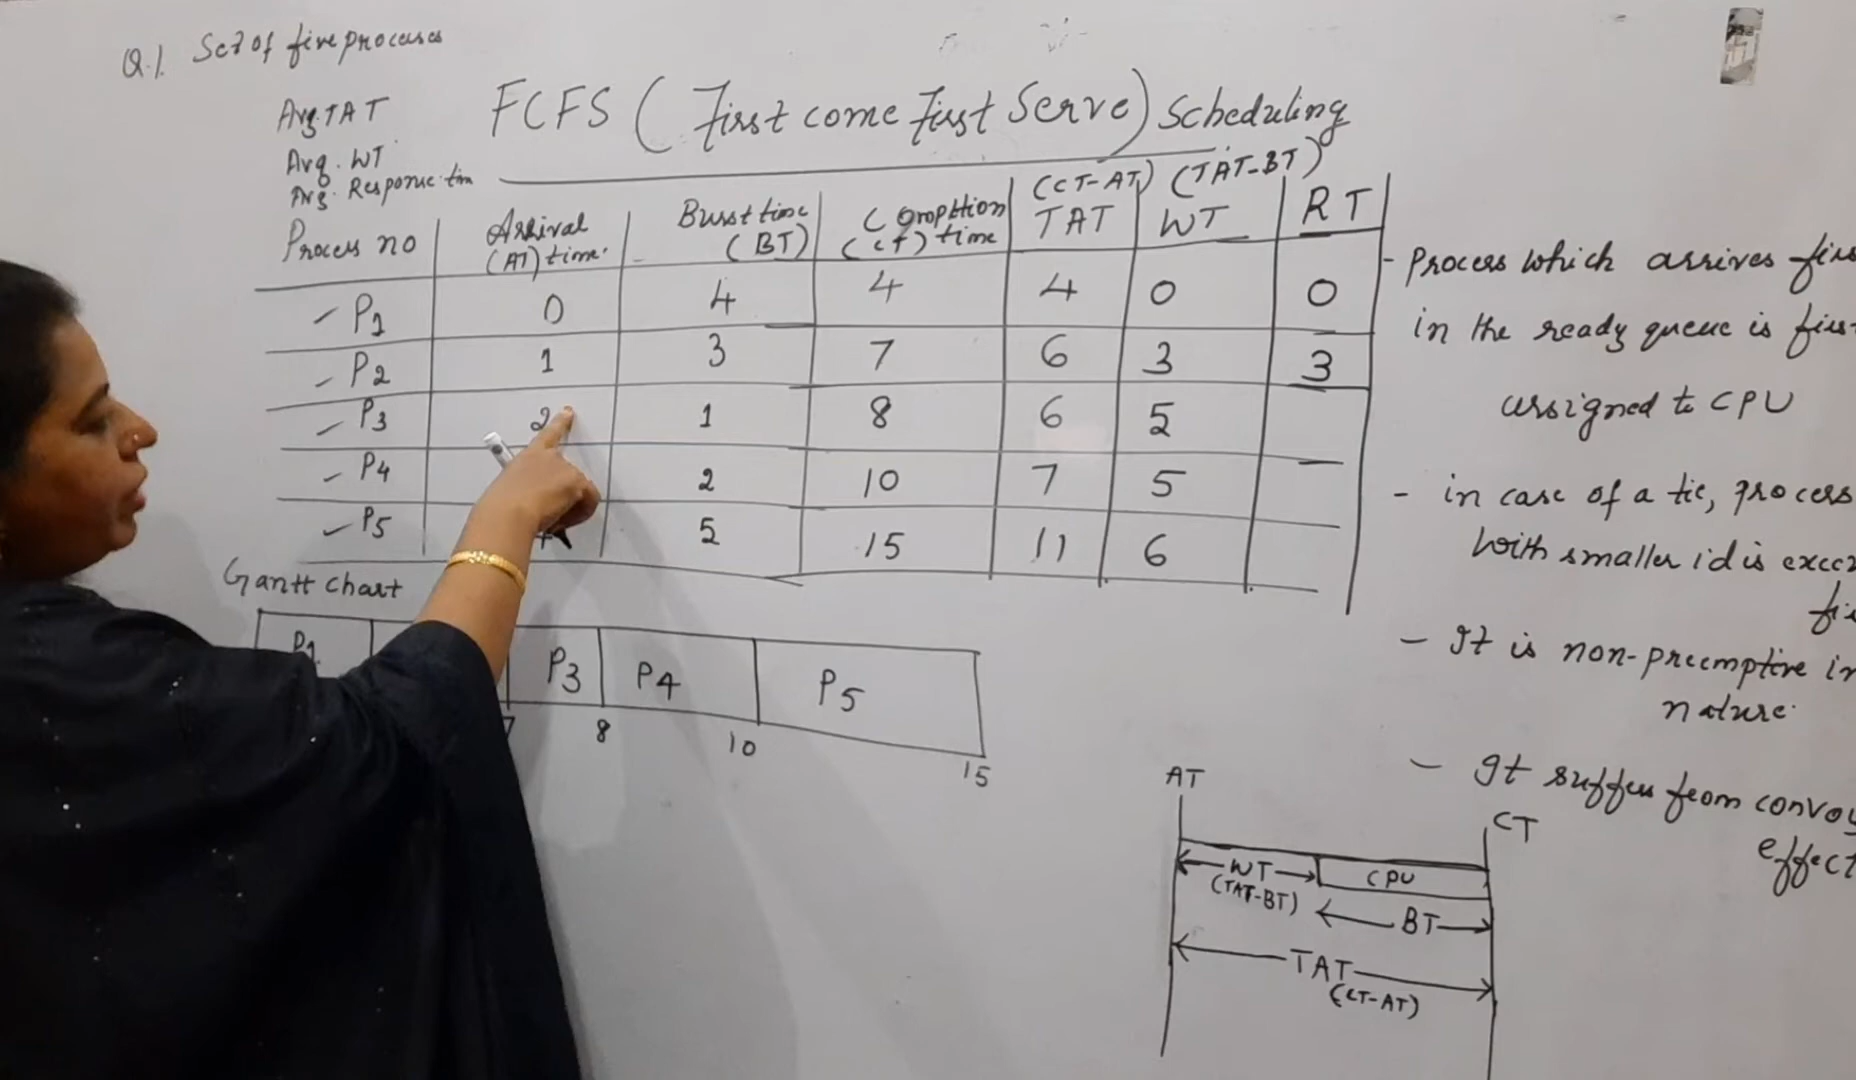 Q.1. Set of five processes
FCFS (First come First Serve) Scheduling
Avg TAT
Avg. WT
Avg. Response tim
(CT-AT) (TAT-BT)
Process no Arrival (AT) time. Burst time (BT) (CT) time TAT WT RT
P1 0 4 4 4 0 0
P2 1 3 7 6 3 3
P3 2 1 8 6 5
P4 2 10 7 5
P5 5 15 11 6
Gantt chart
P1 P3 P4 P5
7 8 10 15
- Process which arrives
in the ready queue is
assigned to CPU
- in case of a tie, process
with smaller id is
- It is non-preemptive in
nature.
- It suffers from
effect
AT CT
WT CPU
(TAT-BT)
BT
TAT
(CT-AT)